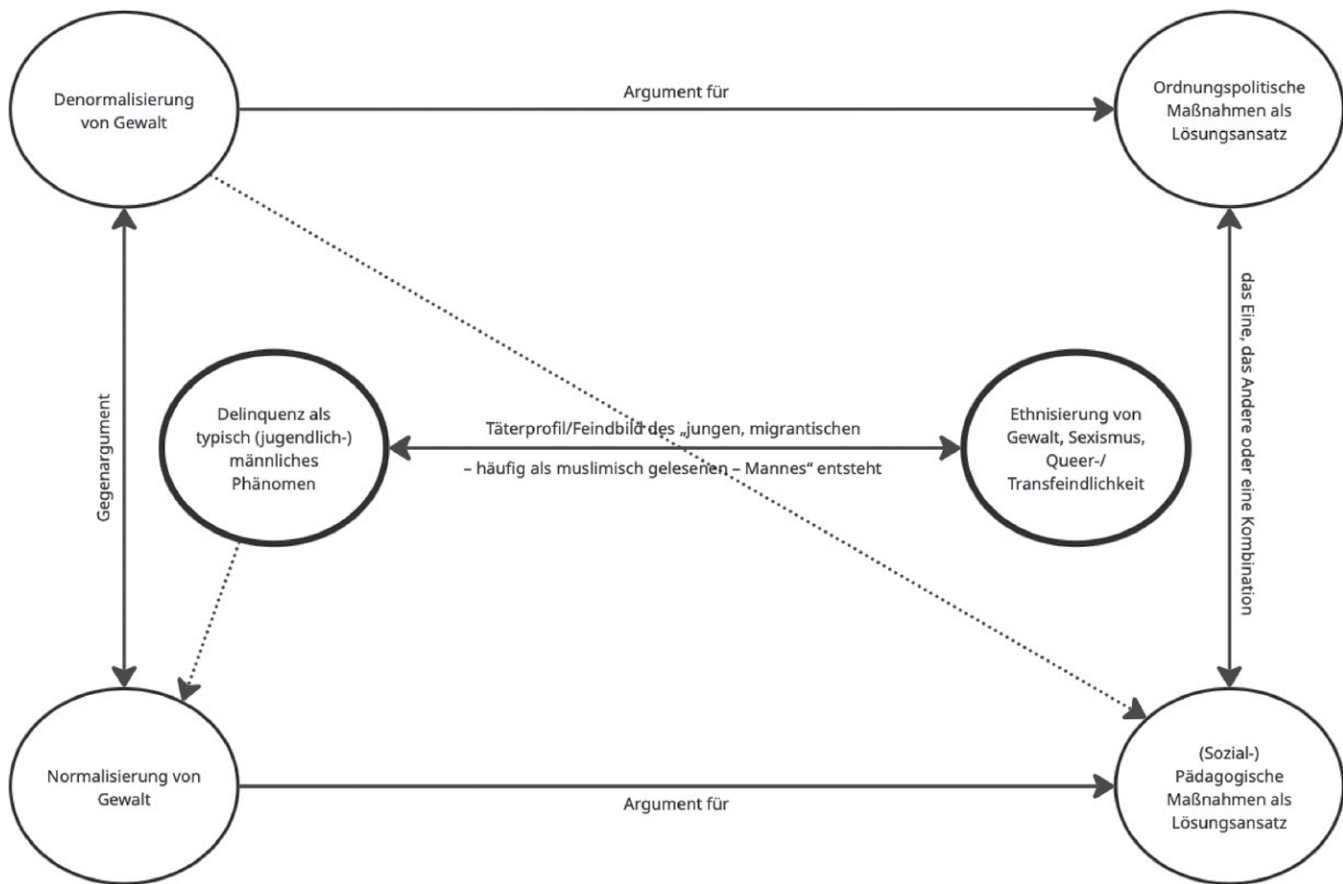 Denormalisierung
von Gewalt
Argument für
Ordnungspolitische
Maßnahmen als
Lösungsansatz
Gegenargument
Delinquenz als
typisch (jugendlich-)
männliches
Phänomen
Täterprofil/Feindbild des „jungen, migrantischen
– häufig als muslimisch gelesenen – Mannes“ entsteht
Ethnisierung von
Gewalt, Sexismus,
Queer-/
Transfeindlichkeit
das Eine, das Andere oder eine Kombination
Normalisierung von
Gewalt
Argument für
(Sozial-)
Pädagogische
Maßnahmen als
Lösungsansatz